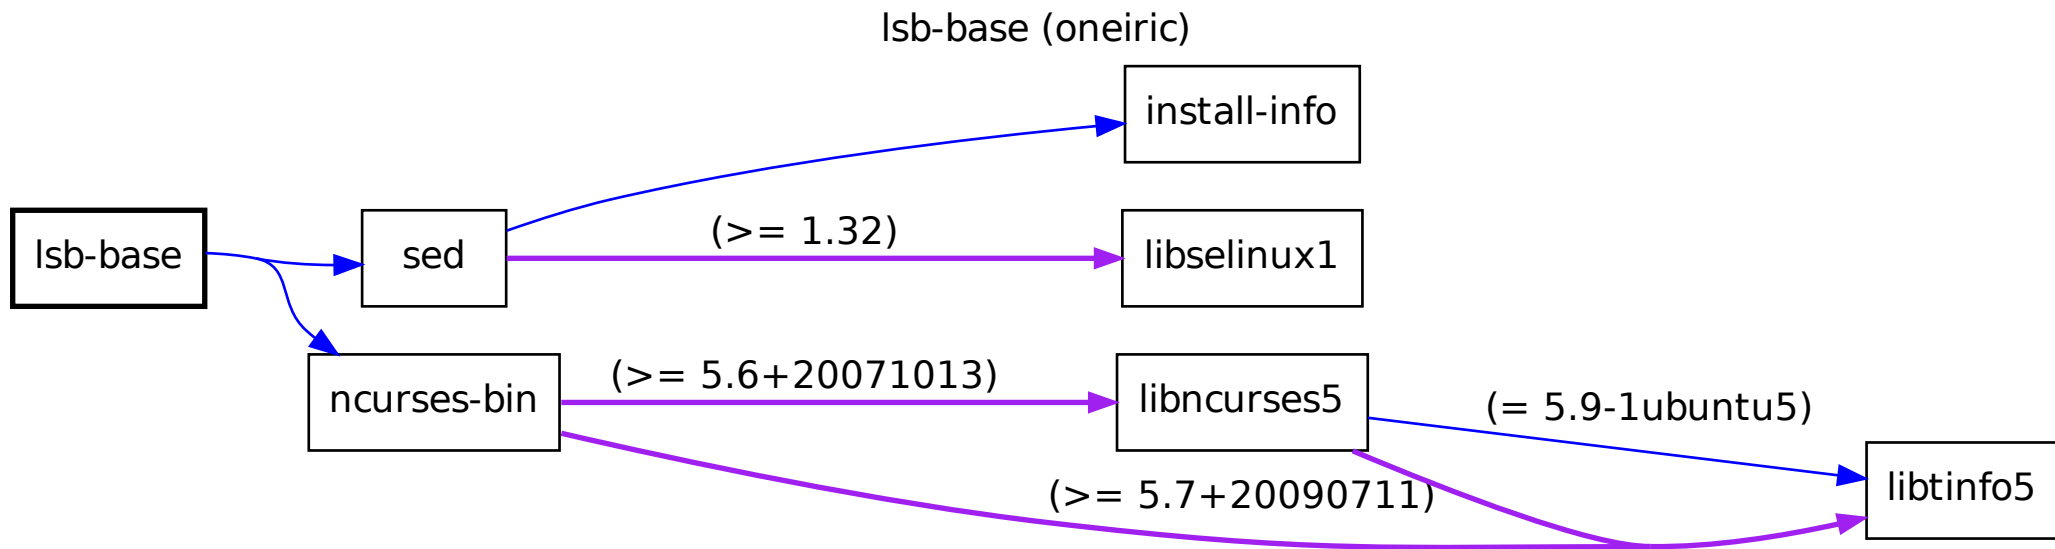 lsb-base (oneiric)
install-info
lsb-base
sed
(>= 1.32)
libselinux1
ncurses-bin
(>= 5.6+20071013)
libncurses5
(= 5.9-1ubuntu5)
(>= 5.7+20090711)
libtinfo5